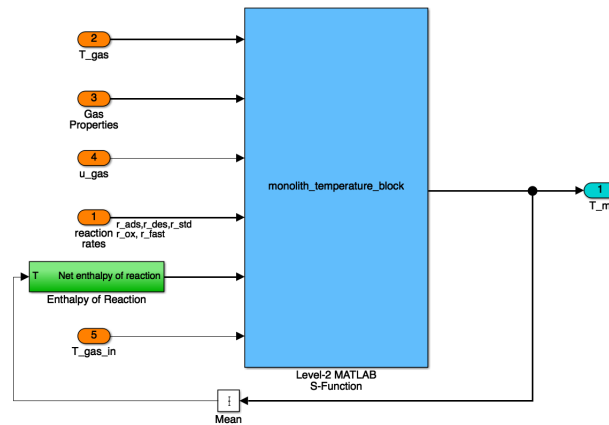 2
T_gas
3
Gas
Properties
4
u_gas
monolith_temperature_block
1
T_m
1
reaction
rates
r_ads,r_des,r_std
r_ox, r_fast
T
Net enthalpy of reaction
Enthalpy of Reaction
5
T_gas_in
Level-2 MATLAB
S-Function
Mean